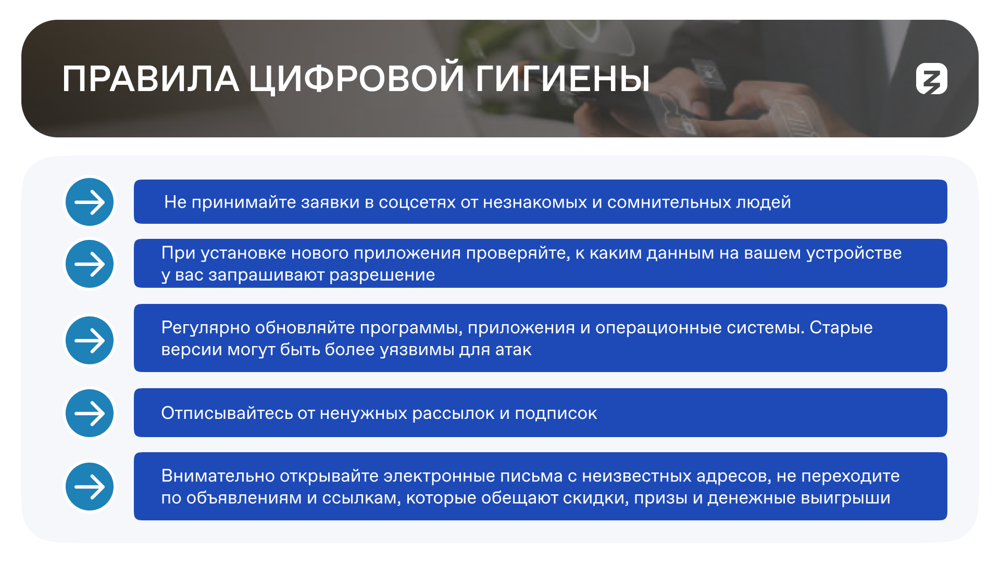 ПРАВИЛА ЦИФРОВОЙ ГИГИЕНЫ
Не принимайте заявки в соцсетях от незнакомых и сомнительных людей
При установке нового приложения проверяйте, к каким данным на вашем устройстве
у вас запрашивают разрешение
Регулярно обновляйте программы, приложения и операционные системы. Старые
версии могут быть более уязвимы для атак
Отписывайтесь от ненужных рассылок и подписок
Внимательно открывайте электронные письма с неизвестных адресов, не переходите
по объявлениям и ссылкам, которые обещают скидки, призы и денежные выигрыши